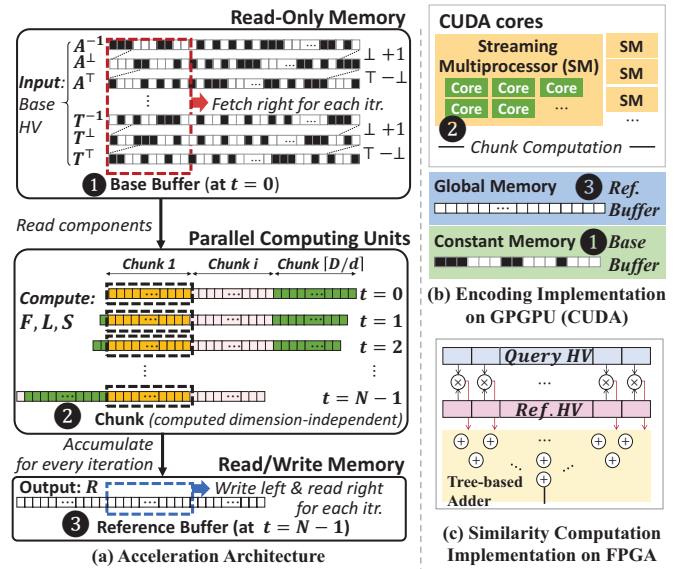 Read-Only Memory
A⁻¹
A^⊥
A^⊤
...
⊥ +1
⊤ −⊥
Input:
Base
HV
⋮
Fetch right for each itr.
T⁻¹
T^⊥
T^⊤
...
⊥ +1
⊤ −⊥
1 Base Buffer (at t = 0)
Read components
Parallel Computing Units
Chunk 1 Chunk i Chunk ⌈D/d⌉
Compute:
F, L, S
... ... ... t = 0
... ... ... t = 1
... ... ... t = 2
⋮ ⋮
... ... ... t = N − 1
2 Chunk (computed dimension-independent)
Accumulate
for every iteration
Read/Write Memory
Output: R
Write left & read right
for each itr.
... ... ...
3 Reference Buffer (at t = N − 1)
(a) Acceleration Architecture
CUDA cores
Streaming
Multiprocessor (SM)
Core Core Core
Core Core ...
SM
SM
SM
...
2
Chunk Computation
Global Memory 3 Ref.
Buffer
...
Constant Memory 1 Base
Buffer
...
(b) Encoding Implementation
on GPGPU (CUDA)
Query HV
× × ... × ×
Ref. HV
+ + ... + +
+ + ... + +
+
Tree-based
Adder
(c) Similarity Computation
Implementation on FPGA